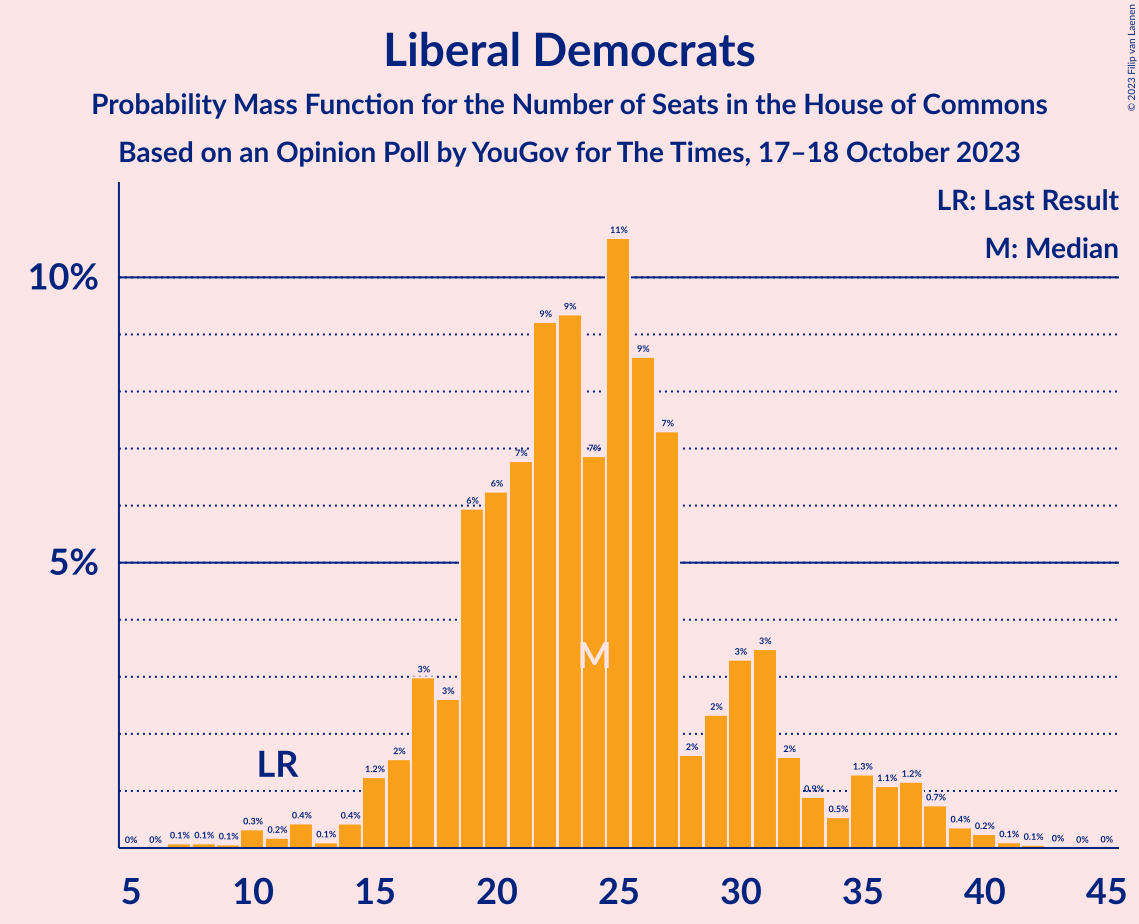 © 2023 Filip van Laenen
Liberal Democrats
Probability Mass Function for the Number of Seats in the House of Commons
Based on an Opinion Poll by YouGov for The Times, 17–18 October 2023
LR: Last Result
M: Median
10%
5%
0% 0% 0.1% 0.1% 0.1% 0.3% 0.2% 0.4% 0.1% 0.4% 1.2% 2% 3% 3% 6% 6% 7% 9% 9% 7% 11% 9% 7% 2% 2% 3% 3% 2% 0.9% 0.5% 1.3% 1.1% 1.2% 0.7% 0.4% 0.2% 0.1% 0.1% 0% 0% 0%
M
LR
5 10 15 20 25 30 35 40 45